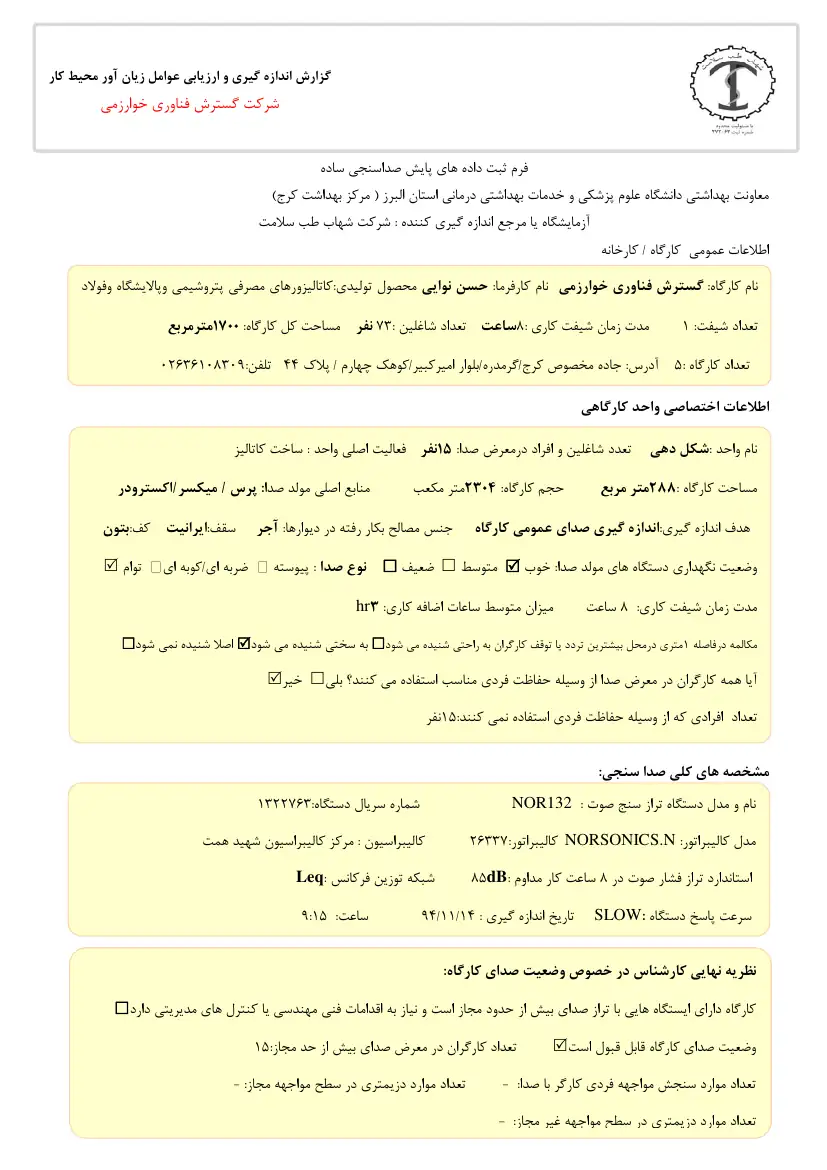 شهاب طب سلامت
با مسئولیت محدود
گزارش اندازه گیری و ارزیابی عوامل زیان آور محیط کار
شرکت گسترش فناوری خوارزمی
فرم ثبت داده های پایش صداسنجی ساده
معاونت بهداشتی دانشگاه علوم پزشکی و خدمات بهداشتی درمانی استان البرز ( مرکز بهداشت کرج)
آزمایشگاه یا مرجع اندازه گیری کننده : شرکت شهاب طب سلامت
اطلاعات عمومی کارگاه / کارخانه
نام کارگاه: گسترش فناوری خوارزمی نام کارفرما: حسن نوایی محصول تولیدی:کاتالیزورهای مصرفی پتروشیمی وپالایشگاه وفولاد
تعداد شیفت: ۱ مدت زمان شیفت کاری :۸ساعت تعداد شاغلین :۷۳ نفر مساحت کل کارگاه: ۱۷۰۰مترمربع
تعداد کارگاه :۵ آدرس: جاده مخصوص کرج/گرمدره/بلوار امیرکبیر/کوهک چهارم / پلاک ۴۴ تلفن:۰۲۶۳۶۱۰۸۳۰۹
اطلاعات اختصاصی واحد کارگاهی
نام واحد :شکل دهی تعدد شاغلین و افراد درمعرض صدا: ۱۵نفر فعالیت اصلی واحد : ساخت کاتالیز
مساحت کارگاه :۲۸۸متر مربع حجم کارگاه: ۲۳۰۴متر مکعب منابع اصلی مولد صدا: پرس / میکسر/اکسترودر
هدف اندازه گیری:اندازه گیری صدای عمومی کارگاه جنس مصالح بکار رفته در دیوارها: آجر سقف:ایرانیت کف:بتون
وضعیت نگهداری دستگاه های مولد صدا: خوب ☑ متوسط ☐ ضعیف ☐ نوع صدا : پیوسته ☐ ضربه ای/کوبه ای☐ توام ☑
مدت زمان شیفت کاری: ۸ ساعت میزان متوسط ساعات اضافه کاری: ۳hr
مکالمه درفاصله ۱متری درمحل بیشترین تردد یا توقف کارگران به راحتی شنیده می شود☐ به سختی شنیده می شود☑ اصلا شنیده نمی شود☐
آیا همه کارگران در معرض صدا از وسیله حفاظت فردی مناسب استفاده می کنند؟ بلی☐ خیر☑
تعداد افرادی که از وسیله حفاظت فردی استفاده نمی کنند:۱۵نفر
مشخصه های کلی صدا سنجی:
نام و مدل دستگاه تراز سنج صوت : NOR132 شماره سریال دستگاه:۱۳۲۲۷۶۳
مدل کالیبراتور: NORSONICS.N کالیبراتور:۲۶۳۳۷ کالیبراسیون : مرکز کالیبراسیون شهید همت
استاندارد تراز فشار صوت در ۸ ساعت کار مداوم :۸۵dB شبکه توزین فرکانس :Leq
سرعت پاسخ دستگاه :SLOW تاریخ اندازه گیری : ۹۴/۱۱/۱۴ ساعت: ۹:۱۵
نظریه نهایی کارشناس در خصوص وضعیت صدای کارگاه:
کارگاه دارای ایستگاه هایی با تراز صدای بیش از حدود مجاز است و نیاز به اقدامات فنی مهندسی یا کنترل های مدیریتی دارد☐
وضعیت صدای کارگاه قابل قبول است☑ تعداد کارگران در معرض صدای بیش از حد مجاز:۱۵
تعداد موارد سنجش مواجهه فردی کارگر با صدا: - تعداد موارد دزیمتری در سطح مواجهه مجاز: -
تعداد موارد دزیمتری در سطح مواجهه غیر مجاز: -